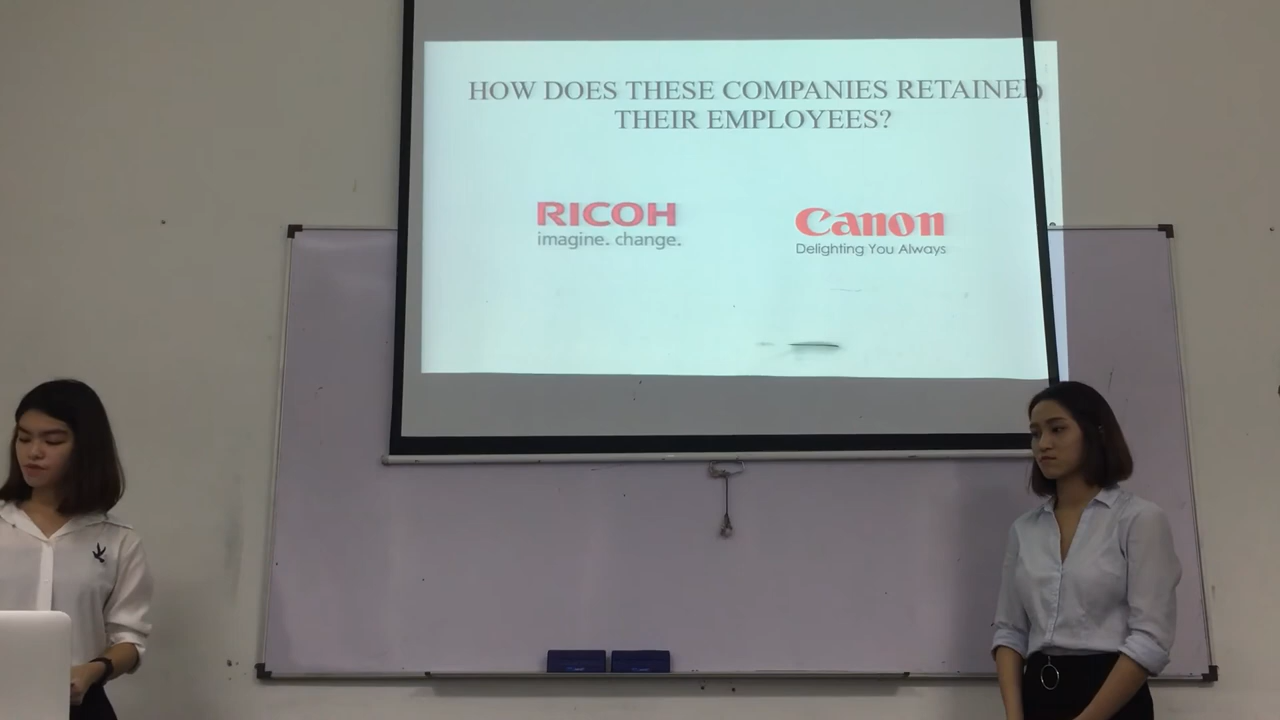 HOW DOES THESE COMPANIES RETAINED
THEIR EMPLOYEES?
RICOH
imagine. change.
Canon
Delighting You Always